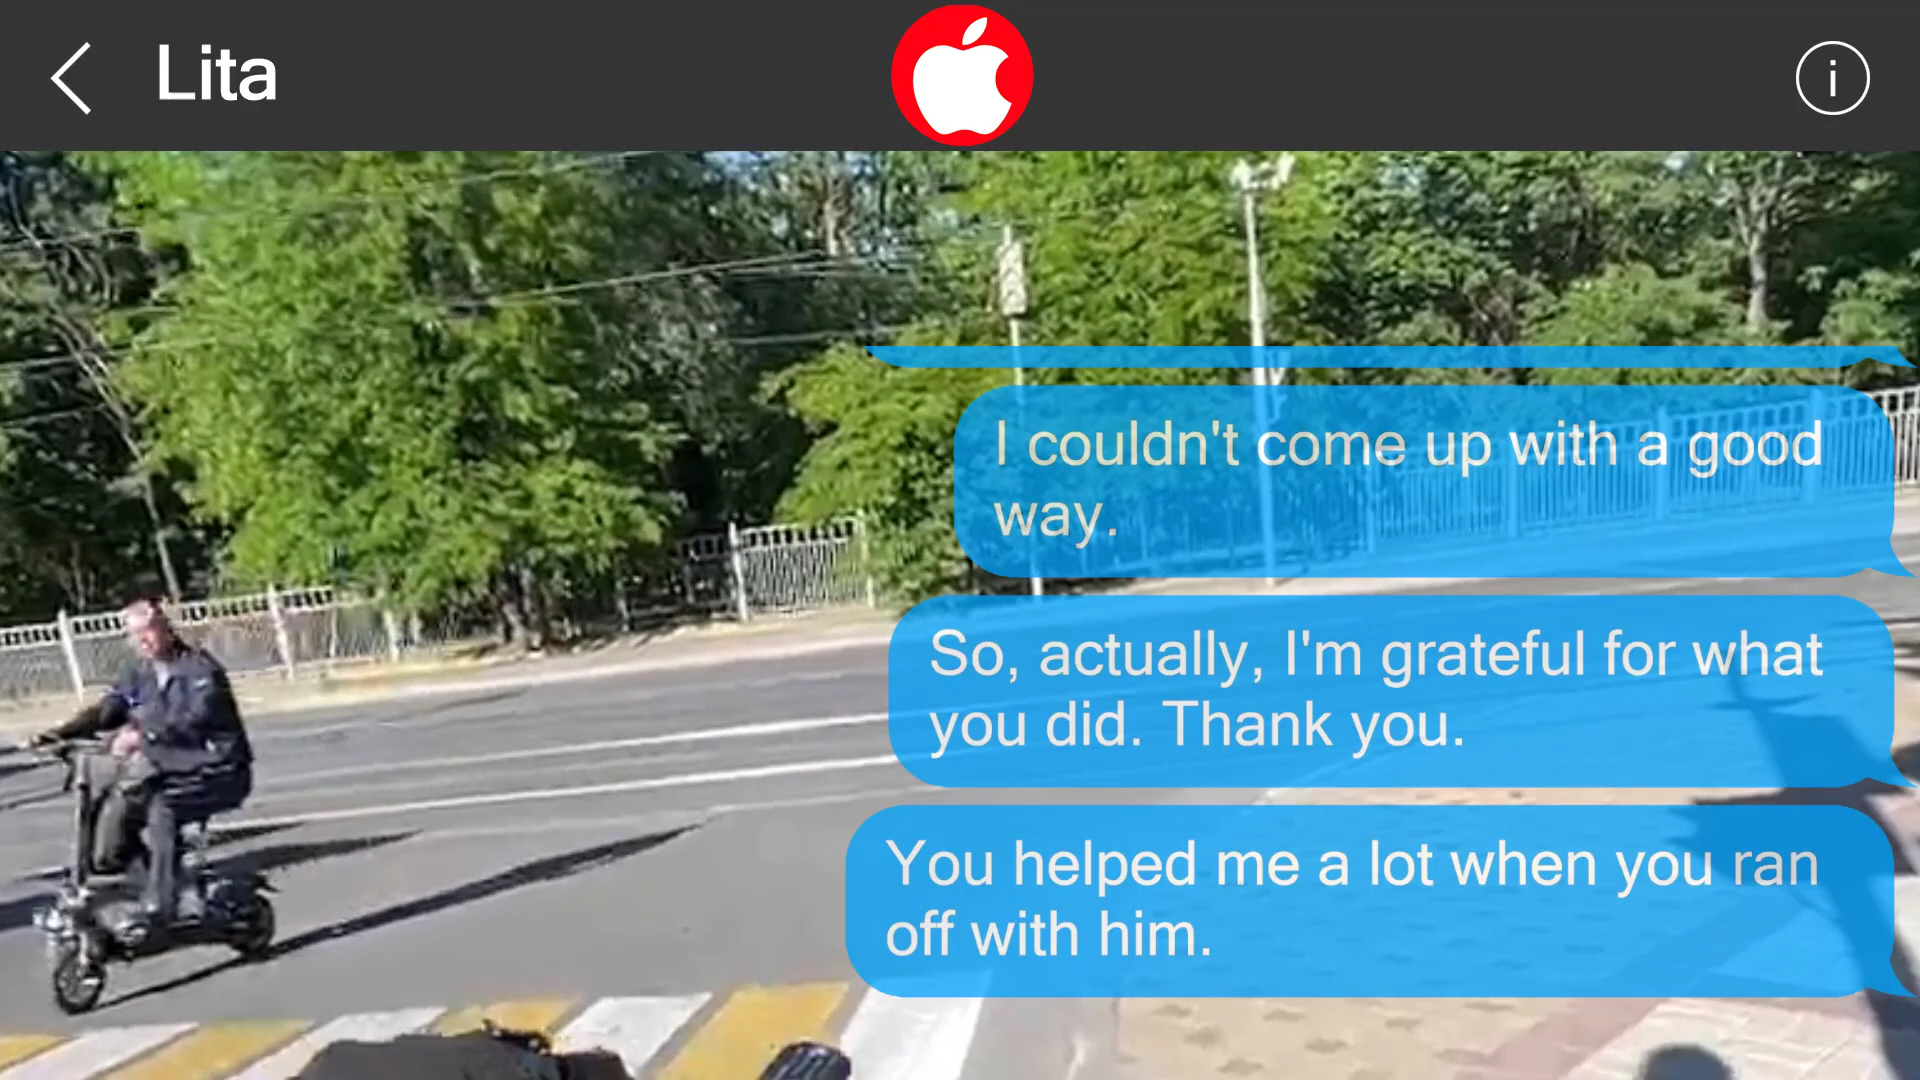 Lita
I couldn't come up with a good
way.
So, actually, I'm grateful for what
you did. Thank you.
You helped me a lot when you ran
off with him.